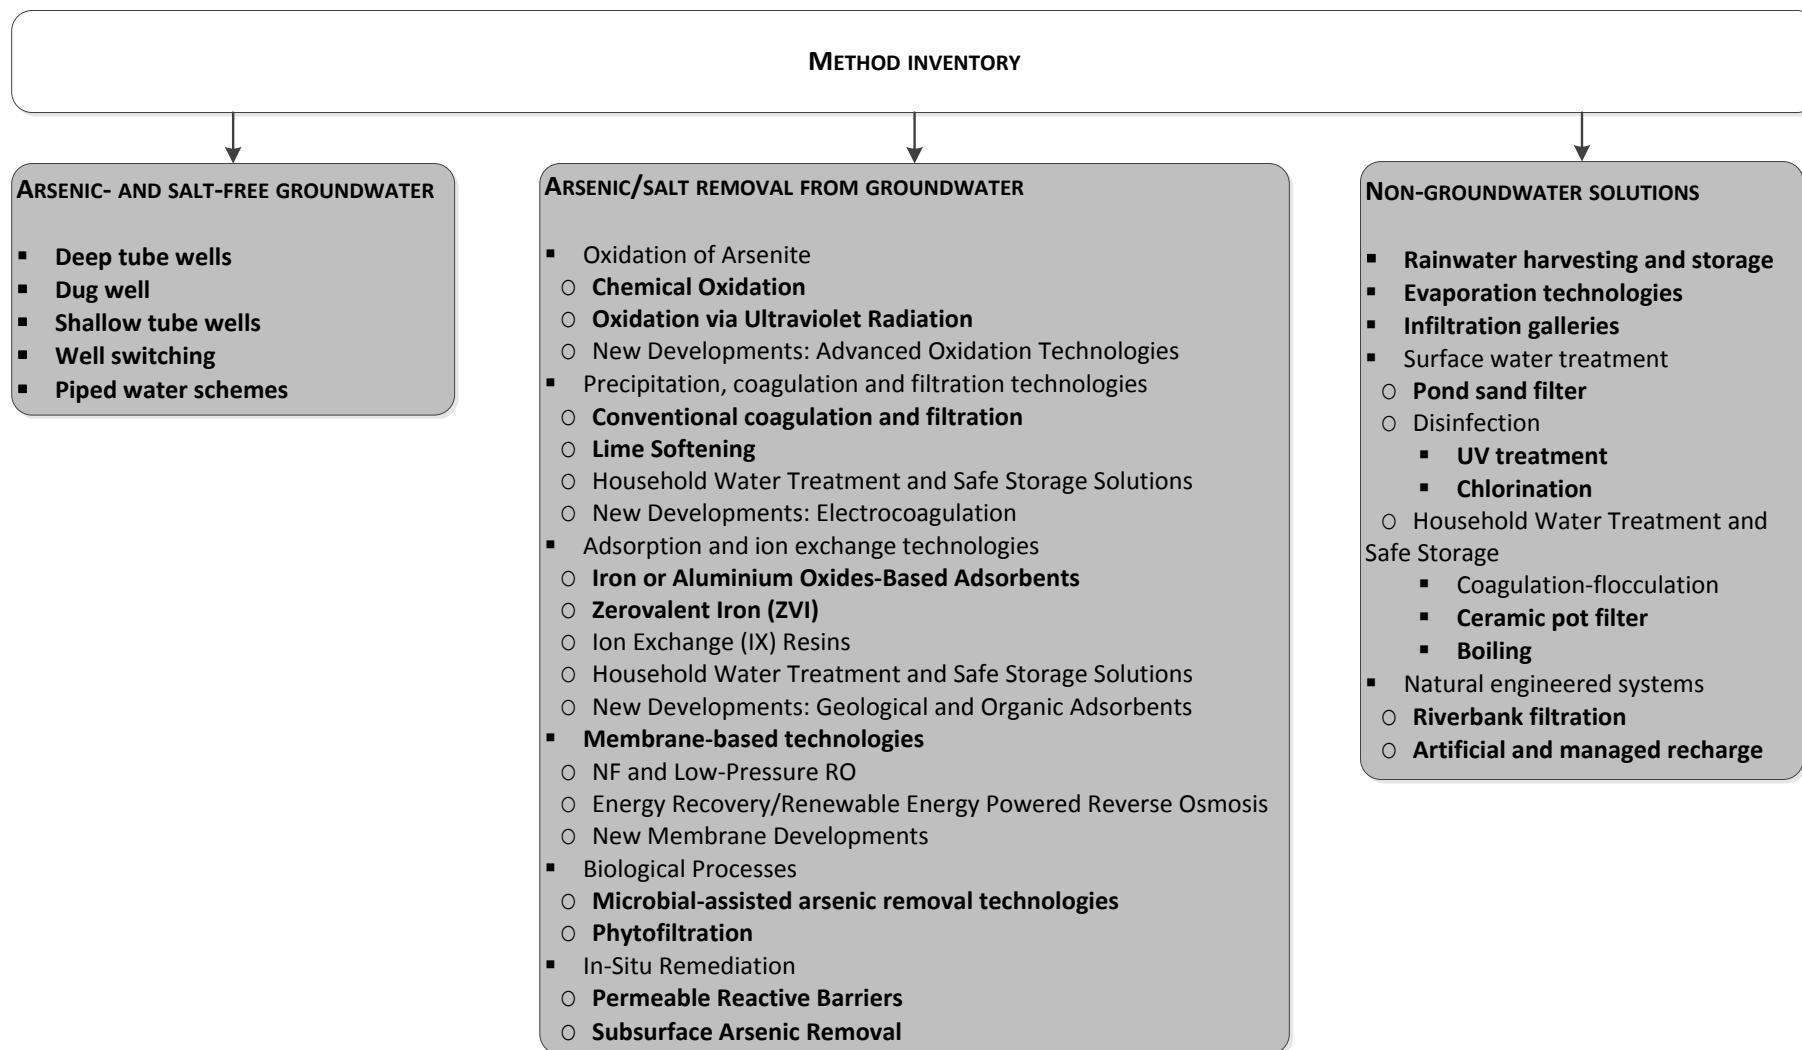 METHOD INVENTORY
ARSENIC- AND SALT-FREE GROUNDWATER
▪ Deep tube wells
▪ Dug well
▪ Shallow tube wells
▪ Well switching
▪ Piped water schemes
ARSENIC/SALT REMOVAL FROM GROUNDWATER
▪ Oxidation of Arsenite
○ Chemical Oxidation
○ Oxidation via Ultraviolet Radiation
○ New Developments: Advanced Oxidation Technologies
▪ Precipitation, coagulation and filtration technologies
○ Conventional coagulation and filtration
○ Lime Softening
○ Household Water Treatment and Safe Storage Solutions
○ New Developments: Electrocoagulation
▪ Adsorption and ion exchange technologies
○ Iron or Aluminium Oxides-Based Adsorbents
○ Zerovalent Iron (ZVI)
○ Ion Exchange (IX) Resins
○ Household Water Treatment and Safe Storage Solutions
○ New Developments: Geological and Organic Adsorbents
▪ Membrane-based technologies
○ NF and Low-Pressure RO
○ Energy Recovery/Renewable Energy Powered Reverse Osmosis
○ New Membrane Developments
▪ Biological Processes
○ Microbial-assisted arsenic removal technologies
○ Phytofiltration
▪ In-Situ Remediation
○ Permeable Reactive Barriers
○ Subsurface Arsenic Removal
NON-GROUNDWATER SOLUTIONS
▪ Rainwater harvesting and storage
▪ Evaporation technologies
▪ Infiltration galleries
▪ Surface water treatment
○ Pond sand filter
○ Disinfection
▪ UV treatment
▪ Chlorination
○ Household Water Treatment and
Safe Storage
▪ Coagulation-flocculation
▪ Ceramic pot filter
▪ Boiling
▪ Natural engineered systems
○ Riverbank filtration
○ Artificial and managed recharge